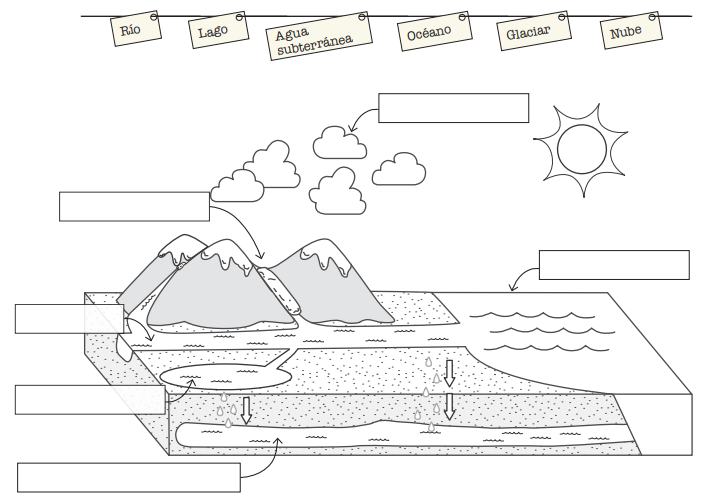 Río
Lago
Agua
subterránea
Océano
Glaciar
Nube